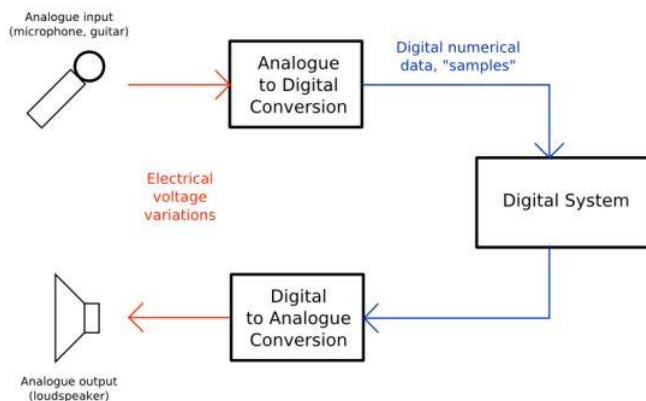 Analogue input
(microphone, guitar)
Analogue
to Digital
Conversion
Digital numerical
data, "samples"
Electrical
voltage
variations
Digital System
Digital
to Analogue
Conversion
Analogue output
(loudspeaker)